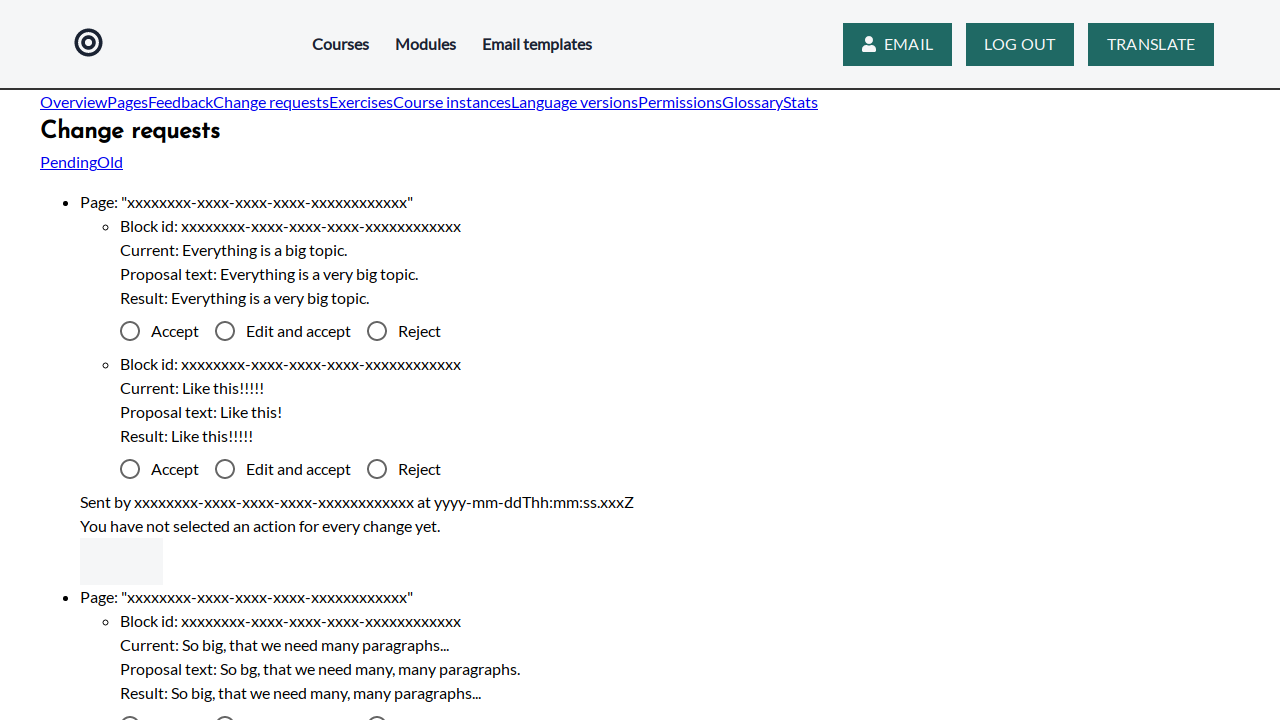 Courses Modules Email templates EMAIL LOG OUT TRANSLATE
OverviewPagesFeedbackChange requestsExercisesCourse instancesLanguage versionsPermissionsGlossaryStats
Change requests
PendingOld
Page: "xxxxxxxx-xxxx-xxxx-xxxx-xxxxxxxxxxxx"
Block id: xxxxxxxx-xxxx-xxxx-xxxx-xxxxxxxxxxxx
Current: Everything is a big topic.
Proposal text: Everything is a very big topic.
Result: Everything is a very big topic.
Accept Edit and accept Reject
Block id: xxxxxxxx-xxxx-xxxx-xxxx-xxxxxxxxxxxx
Current: Like this!!!!!
Proposal text: Like this!
Result: Like this!!!!!
Accept Edit and accept Reject
Sent by xxxxxxxx-xxxx-xxxx-xxxx-xxxxxxxxxxxx at yyyy-mm-ddThh:mm:ss.xxxZ
You have not selected an action for every change yet.
Page: "xxxxxxxx-xxxx-xxxx-xxxx-xxxxxxxxxxxx"
Block id: xxxxxxxx-xxxx-xxxx-xxxx-xxxxxxxxxxxx
Current: So big, that we need many paragraphs...
Proposal text: So bg, that we need many, many paragraphs.
Result: So big, that we need many, many paragraphs...